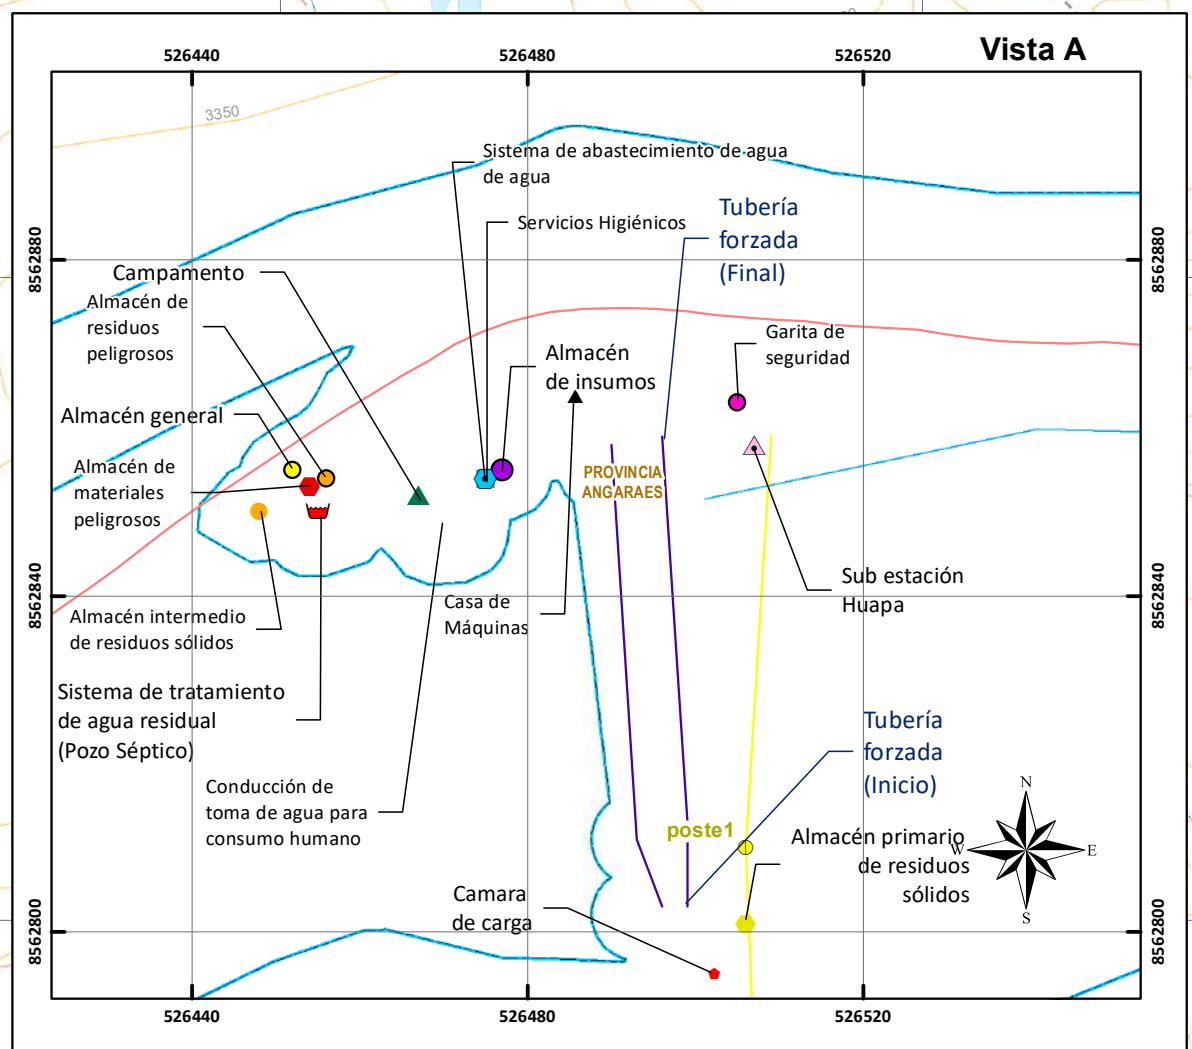 Vista A
526440
526480
526520
3350
Sistema de abastecimiento de agua
de agua
Servicios Higiénicos
Tubería
forzada
(Final)
8562880
8562880
Campamento
Almacén de
residuos
peligrosos
Garita de
seguridad
Almacén
de insumos
Almacén general
Almacén de
materiales
peligrosos
PROVINCIA
ANGARAES
Sub estación
Huapa
8562840
8562840
Casa de
Máquinas
Almacén intermedio
de residuos sólidos
Sistema de tratamiento
de agua residual
(Pozo Séptico)
Tubería
forzada
(Inicio)
Conducción de
toma de agua para
consumo humano
poste1
Almacén primario
de residuos
sólidos
N
W
E
S
Camara
de carga
8562800
8562800
526440
526480
526520